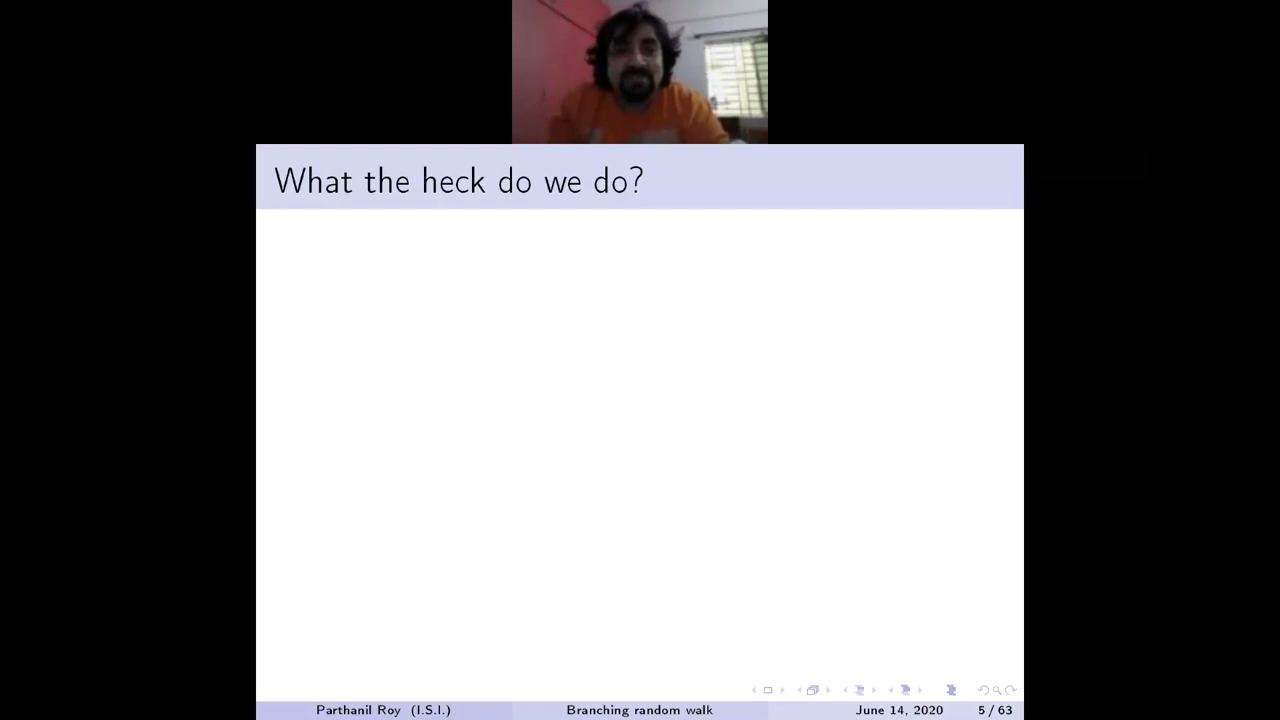 What the heck do we do?
Parthanil Roy (I.S.I.) Branching random walk June 14, 2020 5 / 63